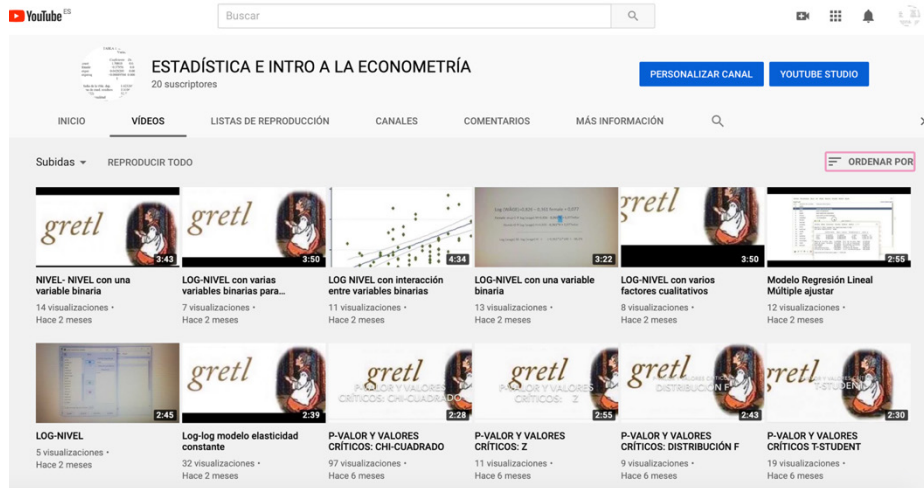 YouTube ES
Buscar
ESTADÍSTICA E INTRO A LA ECONOMETRÍA
20 suscriptores
PERSONALIZAR CANAL
YOUTUBE STUDIO
INICIO VÍDEOS LISTAS DE REPRODUCCIÓN CANALES COMENTARIOS MÁS INFORMACIÓN
Subidas REPRODUCIR TODO
ORDENAR POR
gretl
3:43
NIVEL- NIVEL con una
variable binaria
14 visualizaciones •
Hace 2 meses
gretl
3:50
LOG-NIVEL con varias
variables binarias para...
7 visualizaciones •
Hace 2 meses
4:34
LOG NIVEL con interacción
entre variables binarias
11 visualizaciones •
Hace 2 meses
3:22
LOG-NIVEL con una variable
binaria
13 visualizaciones •
Hace 2 meses
gretl
3:50
LOG-NIVEL con varios
factores cualitativos
8 visualizaciones •
Hace 2 meses
2:55
Modelo Regresión Lineal
Múltiple ajustar
12 visualizaciones •
Hace 2 meses
2:45
LOG-NIVEL
5 visualizaciones •
Hace 2 meses
gretl
2:39
Log-log modelo elasticidad
constante
32 visualizaciones •
Hace 2 meses
gretl
P-VALOR Y VALORES
CRÍTICOS: CHI-CUADRADO
2:28
P-VALOR Y VALORES
CRÍTICOS: CHI-CUADRADO
97 visualizaciones •
Hace 6 meses
gretl
P-VALOR Y VALORES
CRÍTICOS: Z
2:55
P-VALOR Y VALORES
CRÍTICOS: Z
11 visualizaciones •
Hace 6 meses
gretl
DISTRIBUCIÓN F
2:43
P-VALOR Y VALORES
CRÍTICOS: DISTRIBUCIÓN F
9 visualizaciones •
Hace 6 meses
gretl
T-STUDENT
2:30
P-VALOR Y VALORES
CRÍTICOS T-STUDENT
19 visualizaciones •
Hace 6 meses